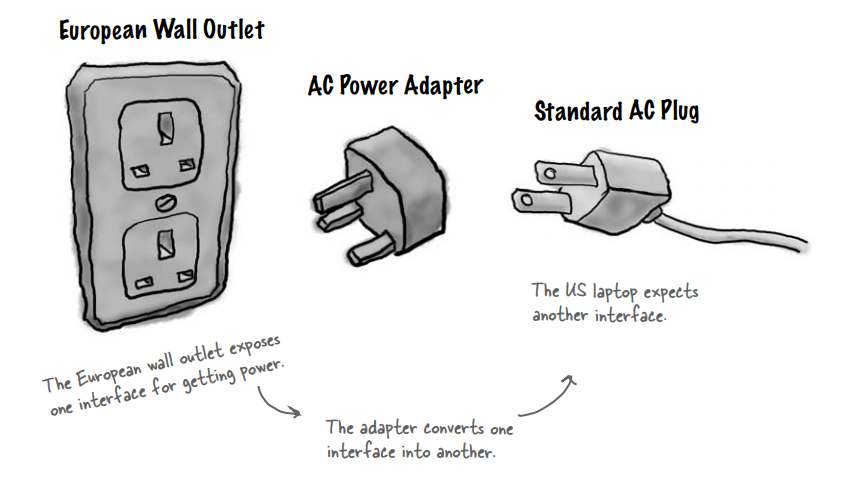 European Wall Outlet
AC Power Adapter
Standard AC Plug
The US laptop expects
another interface.
The European wall outlet exposes
one interface for getting power.
The adapter converts one
interface into another.